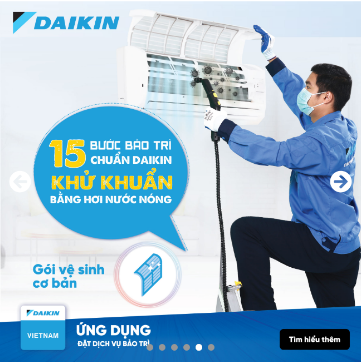 DAIKIN
15 BƯỚC BẢO TRÌ
CHUẨN DAIKIN
KHỬ KHUẨN
BẰNG HƠI NƯỚC NÓNG
Gói vệ sinh
cơ bản
DAIKIN
VIETNAM
ỨNG DỤNG
ĐẶT DỊCH VỤ BẢO TRÌ
Tìm hiểu thêm